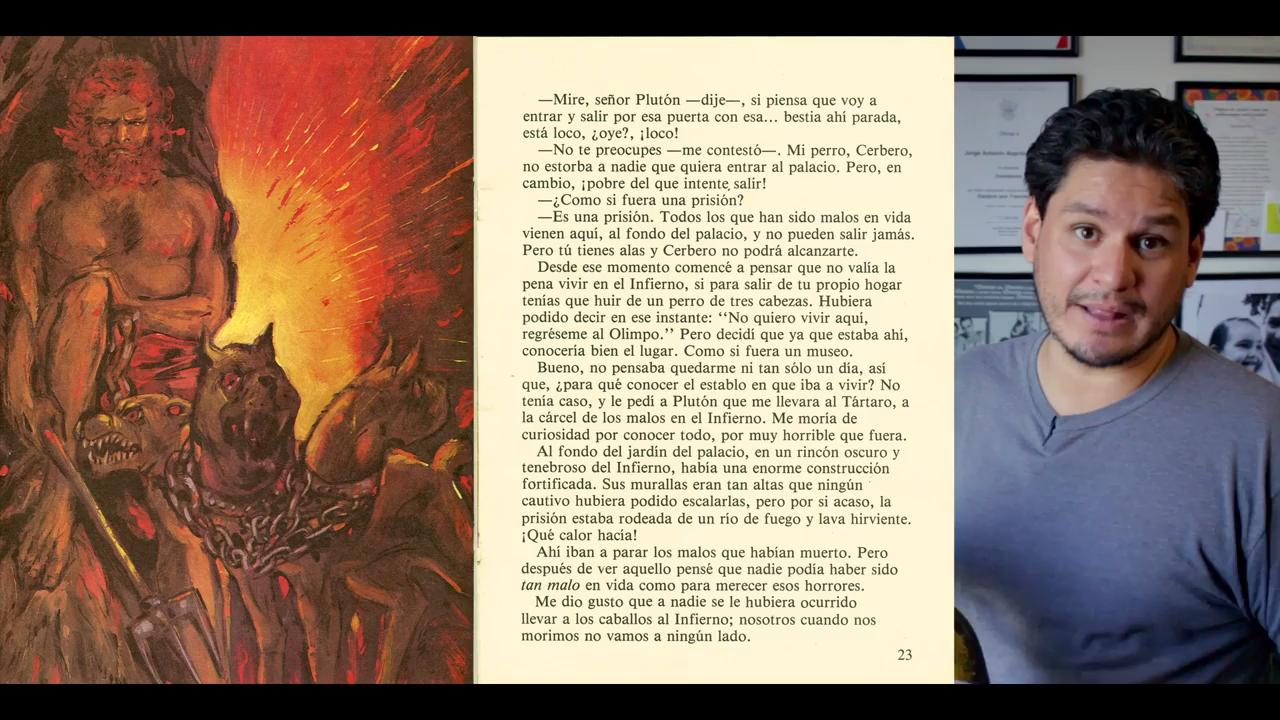 —Mire, señor Plutón —dije—, si piensa que voy a
entrar y salir por esa puerta con esa... bestia ahí parada,
está loco, ¿oye?, ¡loco!
—No te preocupes —me contestó—. Mi perro, Cerbero,
no estorba a nadie que quiera entrar al palacio. Pero, en
cambio, ¡pobre del que intente salir!
—¿Como si fuera una prisión?
—Es una prisión. Todos los que han sido malos en vida
vienen aquí, al fondo del palacio, y no pueden salir jamás.
Pero tú tienes alas y Cerbero no podrá alcanzarte.
Desde ese momento comencé a pensar que no valía la
pena vivir en el Infierno, si para salir de tu propio hogar
tenías que huir de un perro de tres cabezas. Hubiera
podido decir en ese instante: “No quiero vivir aquí,
regréseme al Olimpo.” Pero decidí que ya que estaba ahí,
conocería bien el lugar. Como si fuera un museo.
Bueno, no pensaba quedarme ni tan sólo un día, así
que, ¿para qué conocer el establo en que iba a vivir? No
tenía caso, y le pedí a Plutón que me llevara al Tártaro, a
la cárcel de los malos en el Infierno. Me moría de
curiosidad por conocer todo, por muy horrible que fuera.
Al fondo del jardín del palacio, en un rincón oscuro y
tenebroso del Infierno, había una enorme construcción
fortificada. Sus murallas eran tan altas que ningún
cautivo hubiera podido escalarlas, pero por si acaso, la
prisión estaba rodeada de un río de fuego y lava hirviente.
¡Qué calor hacía!
Ahí iban a parar los malos que habían muerto. Pero
después de ver aquello pensé que nadie podía haber sido
tan malo en vida como para merecer esos horrores.
Me dio gusto que a nadie se le hubiera ocurrido
llevar a los caballos al Infierno; nosotros cuando nos
morimos no vamos a ningún lado.
23
Jorge Antonio